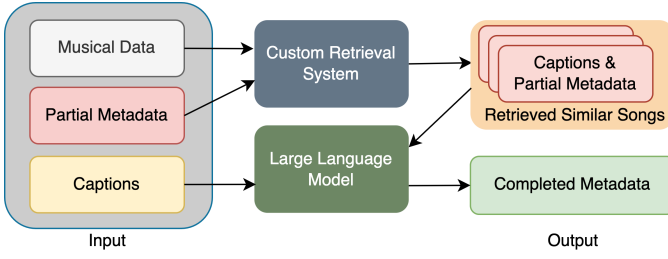 Musical Data
Partial Metadata
Captions
Input
Custom Retrieval
System
Large Language
Model
Captions &
Partial Metadata
Retrieved Similar Songs
Completed Metadata
Output